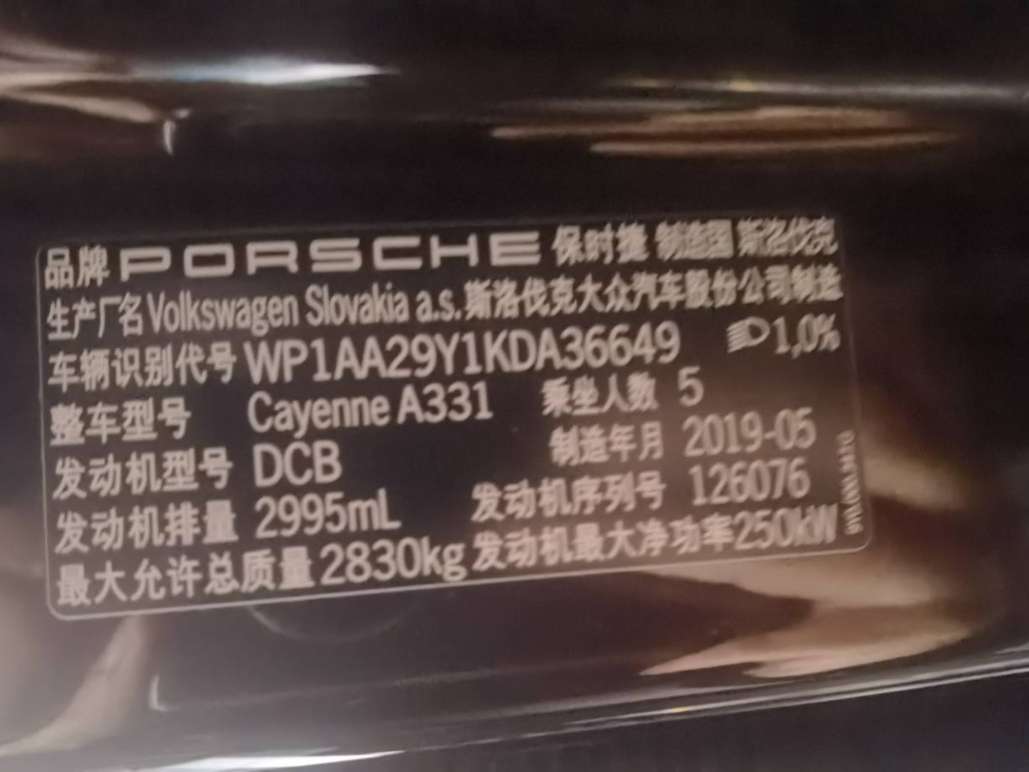 品牌 PORSCHE 保时捷 制造国 斯洛伐克
生产厂名 Volkswagen Slovakia a.s. 斯洛伐克大众汽车股份公司制造
车辆识别代号 WP1AA29Y1KDA36649 1,0%
整车型号 Cayenne A331 乘坐人数 5
发动机型号 DCB 制造年月 2019-05
发动机排量 2995mL 发动机序列号 126076
最大允许总质量 2830kg 发动机最大净功率 250kW